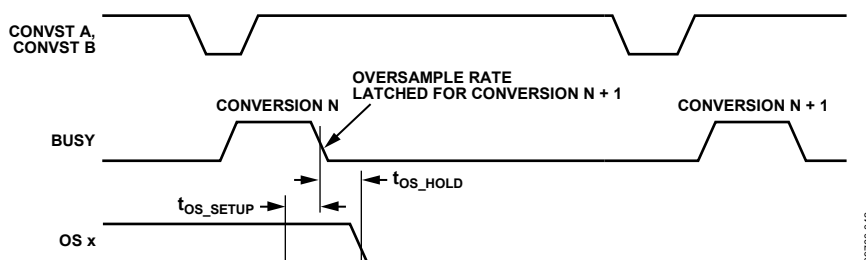 CONVST A,
CONVST B
OVERSAMPLE RATE
LATCHED FOR CONVERSION N + 1
CONVERSION N
CONVERSION N + 1
BUSY
tOS_HOLD
tOS_SETUP
OS x